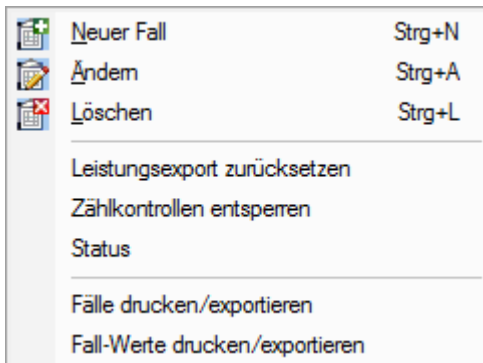 Neuer Fall Strg+N
Ändern Strg+A
Löschen Strg+L
Leistungsexport zurücksetzen
Zählkontrollen entsperren
Status
Fälle drucken/exportieren
Fall-Werte drucken/exportieren